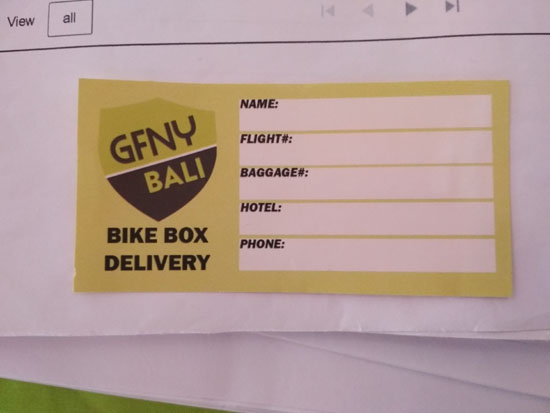 View all
GFNY
BALI
BIKE BOX
DELIVERY
NAME:
FLIGHT#:
BAGGAGE#:
HOTEL:
PHONE: